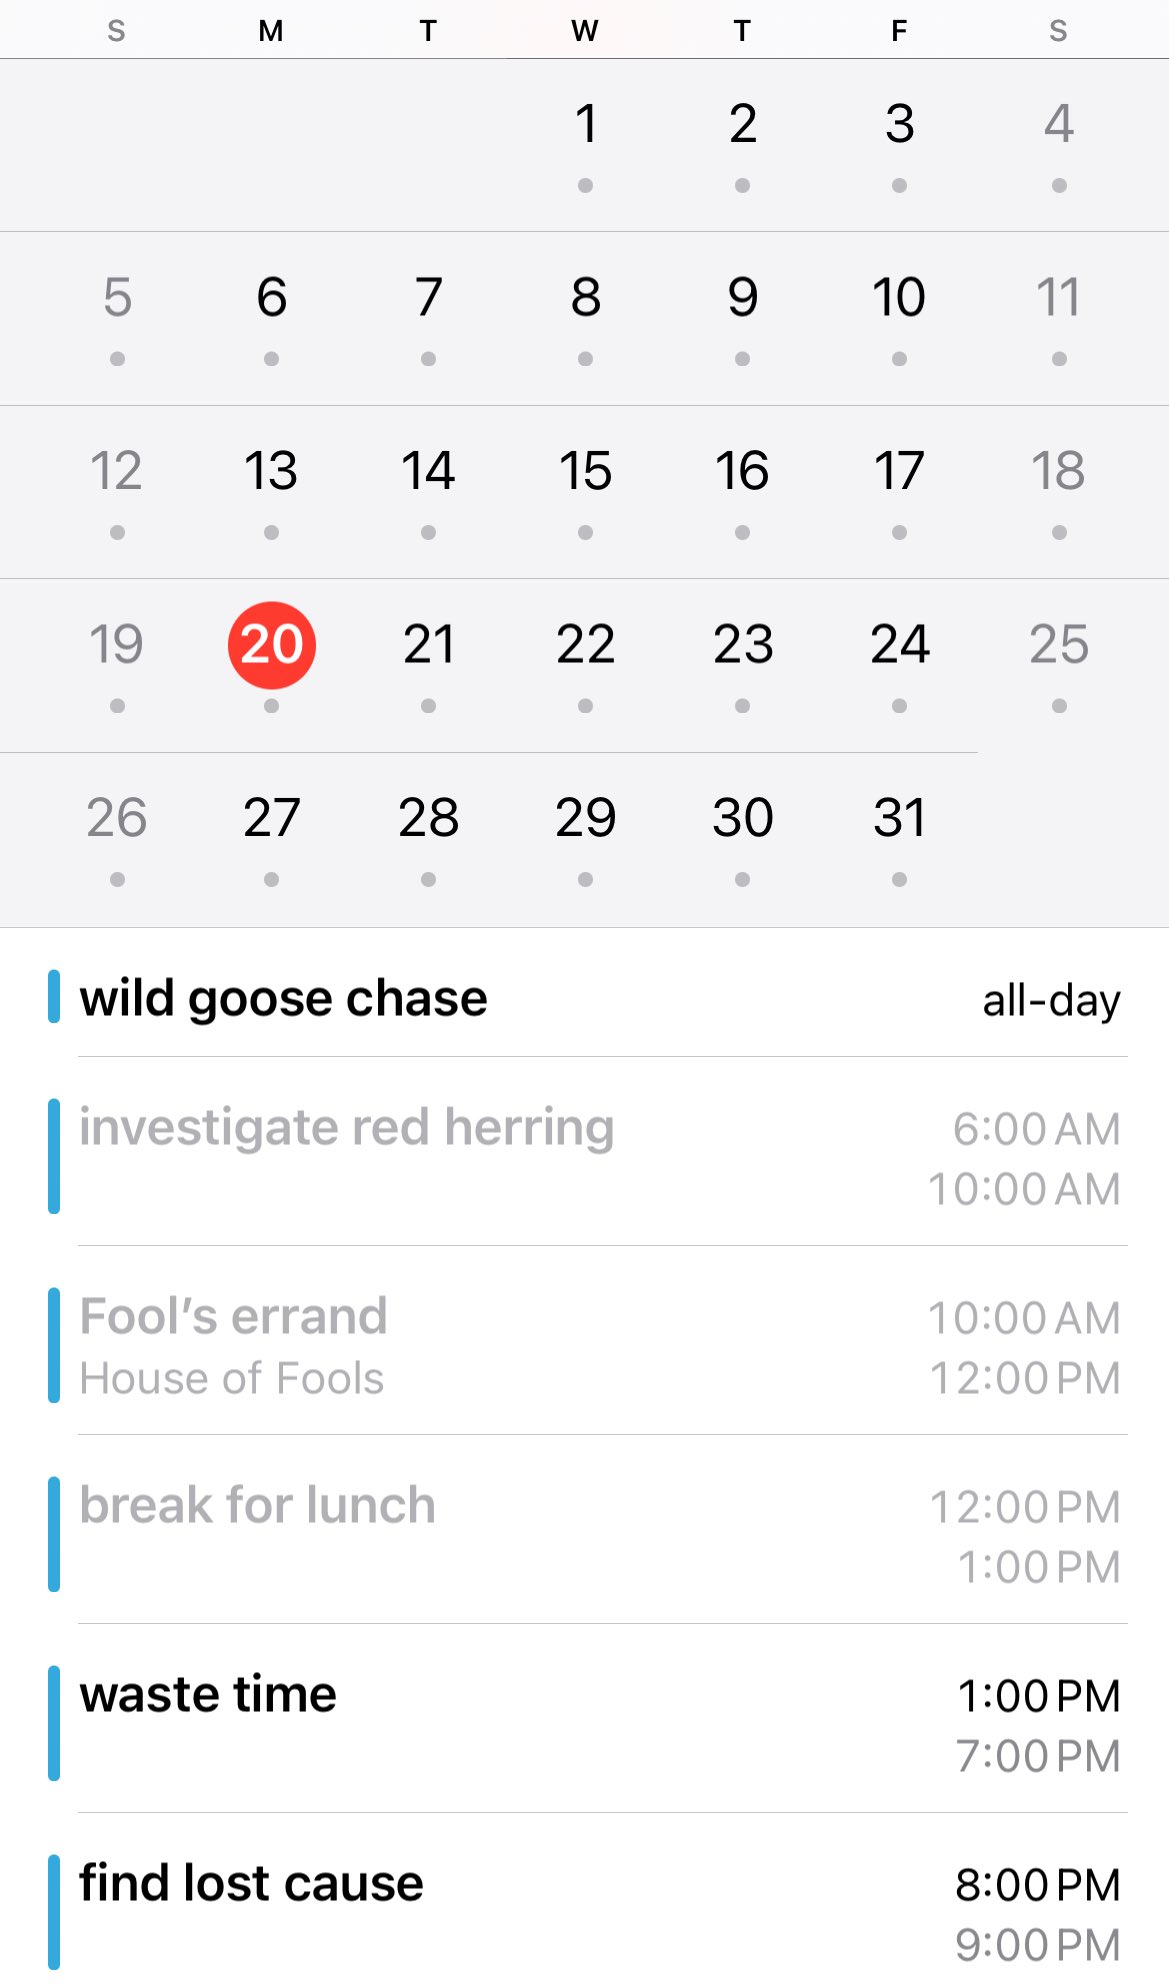 S M T W T F S
1 2 3 4
5 6 7 8 9 10 11
12 13 14 15 16 17 18
19 20 21 22 23 24 25
26 27 28 29 30 31
wild goose chase all-day
investigate red herring 6:00 AM
10:00 AM
Fool’s errand 10:00 AM
House of Fools 12:00 PM
break for lunch 12:00 PM
1:00 PM
waste time 1:00 PM
7:00 PM
find lost cause 8:00 PM
9:00 PM